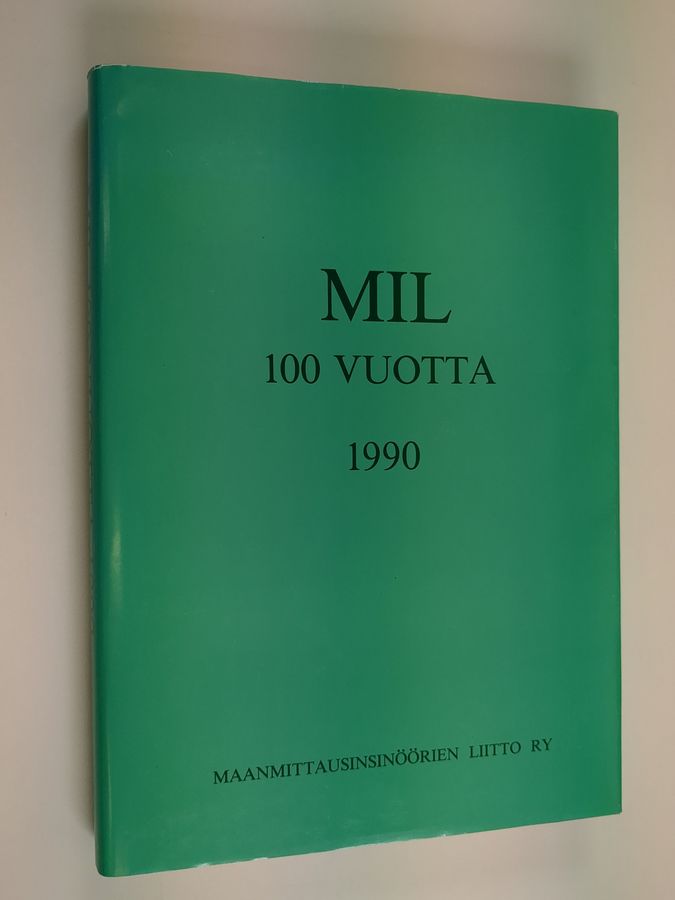 MIL
100 VUOTTA
1990
MAANMITTAUSINSINÖÖRIEN LIITTO RY